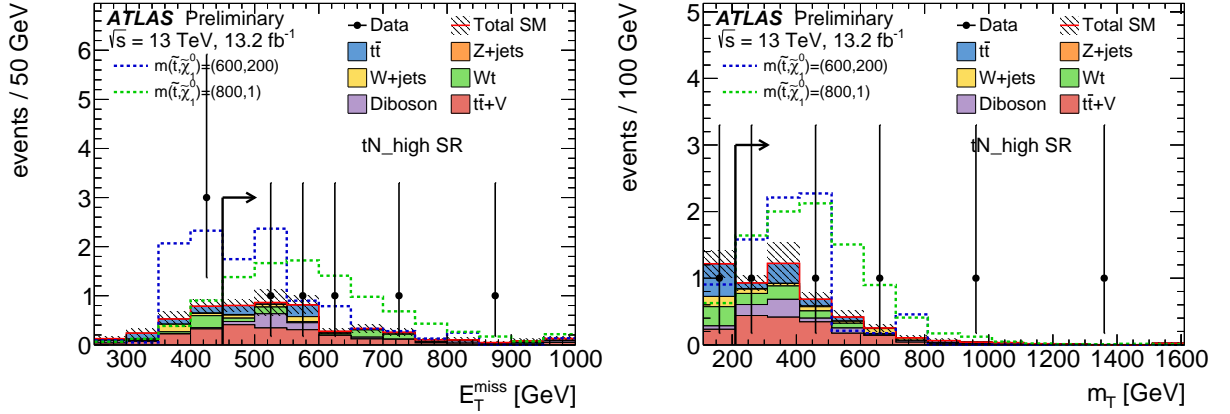 ATLAS Preliminary
√s = 13 TeV, 13.2 fb⁻¹
Data
Total SM
tt̄
Z+jets
W+jets
Wt
Diboson
tt̄+V
m(t̃,χ̃⁰₁)=(600,200)
m(t̃,χ̃⁰₁)=(800,1)
tN_high SR
events / 50 GeV
0
1
2
3
4
5
6
300 400 500 600 700 800 900 1000
E_T^miss [GeV]
ATLAS Preliminary
√s = 13 TeV, 13.2 fb⁻¹
Data
Total SM
tt̄
Z+jets
W+jets
Wt
Diboson
tt̄+V
m(t̃,χ̃⁰₁)=(600,200)
m(t̃,χ̃⁰₁)=(800,1)
tN_high SR
events / 100 GeV
0
1
2
3
4
5
200 400 600 800 1000 1200 1400 1600
m_T [GeV]